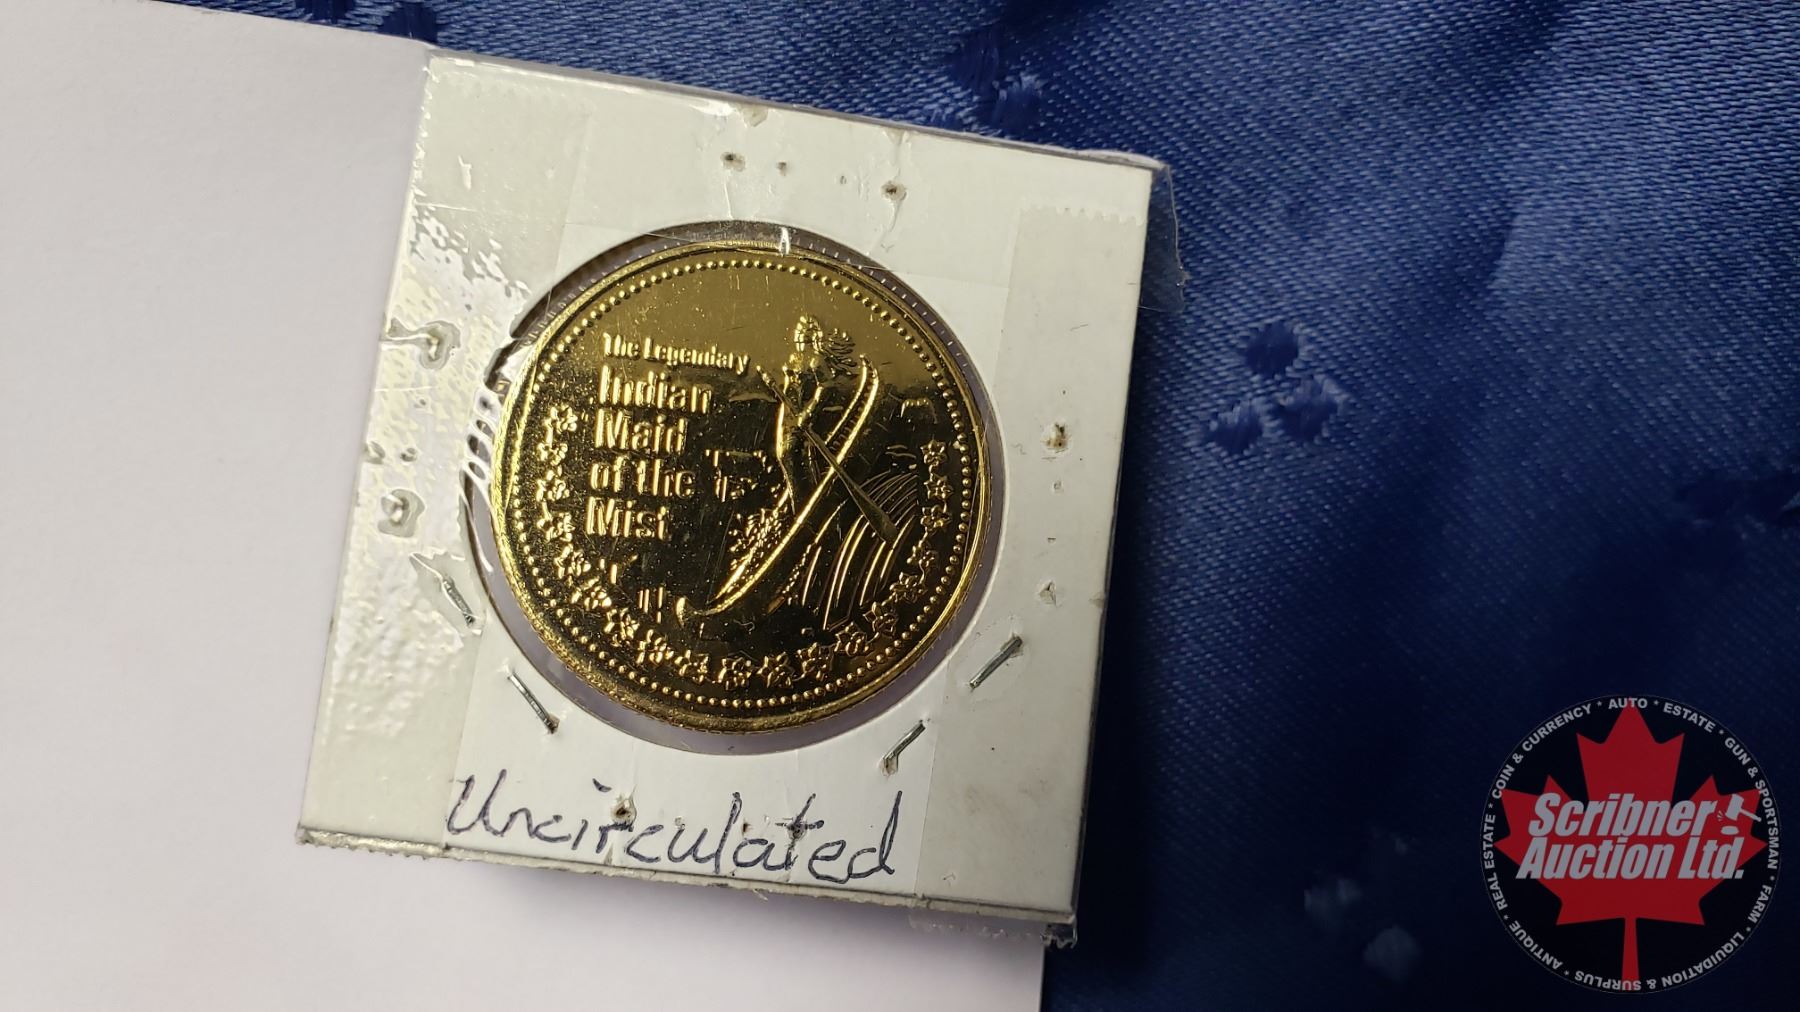 The Legendary
Indian
Maid
of the
Mist
Uncirculated
Scribner
Auction Ltd.
* COIN & CURRENCY * AUTO * ESTATE * GUN & SPORTSMAN * FARM * LIQUIDATION & SURPLUS * ANTIQUE * REAL ESTATE